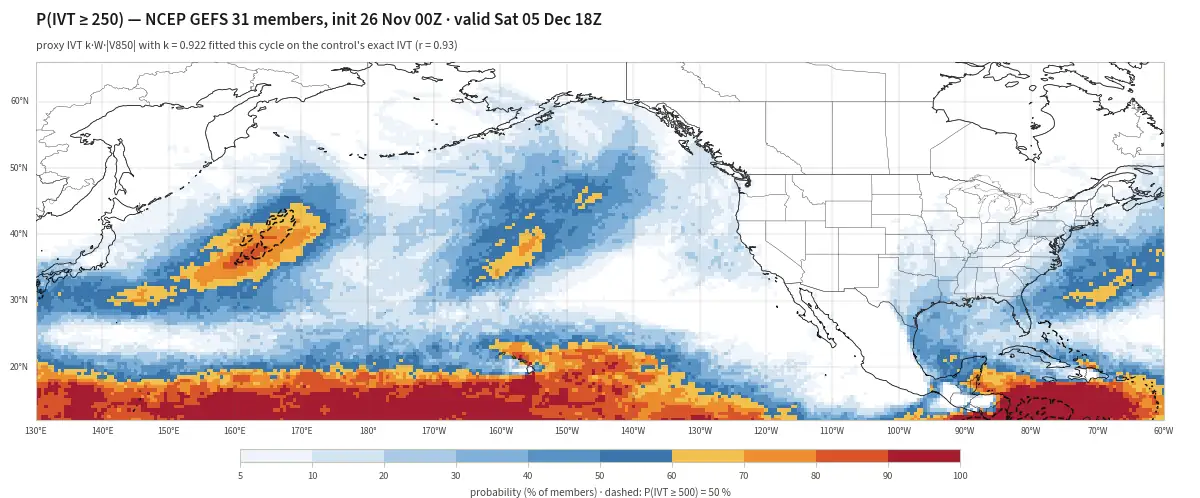 P(IVT ≥ 250) — NCEP GEFS 31 members, init 26 Nov 00Z · valid Sat 05 Dec 18Z
proxy IVT k·W·|V850| with k = 0.922 fitted this cycle on the control's exact IVT (r = 0.93)
60°N
50°N
40°N
30°N
20°N
130°E 140°E 150°E 160°E 170°E 180° 170°W 160°W 150°W 140°W 130°W 120°W 110°W 100°W 90°W 80°W 70°W 60°W
5 10 20 30 40 50 60 70 80 90 100
probability (% of members) · dashed: P(IVT ≥ 500) = 50 %